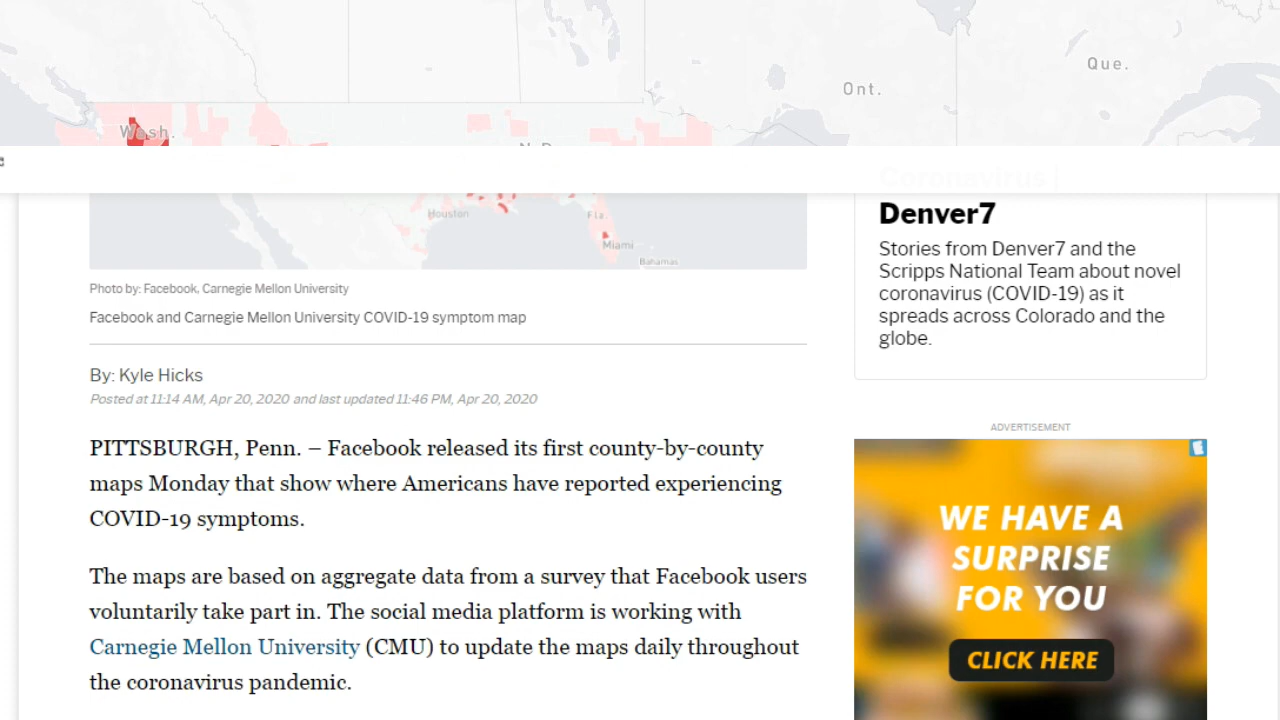 Que.
Ont.
Wash.
Coronavirus |
Denver7
Stories from Denver7 and the
Scripps National Team about novel
coronavirus (COVID-19) as it
spreads across Colorado and the
globe.
Houston
Fla.
Miami
Bahamas
Photo by: Facebook, Carnegie Mellon University
Facebook and Carnegie Mellon University COVID-19 symptom map
By: Kyle Hicks
Posted at 11:14 AM, Apr 20, 2020 and last updated 11:46 PM, Apr 20, 2020
PITTSBURGH, Penn. – Facebook released its first county-by-county
maps Monday that show where Americans have reported experiencing
COVID-19 symptoms.
The maps are based on aggregate data from a survey that Facebook users
voluntarily take part in. The social media platform is working with
Carnegie Mellon University (CMU) to update the maps daily throughout
the coronavirus pandemic.
ADVERTISEMENT
WE HAVE A
SURPRISE
FOR YOU
CLICK HERE